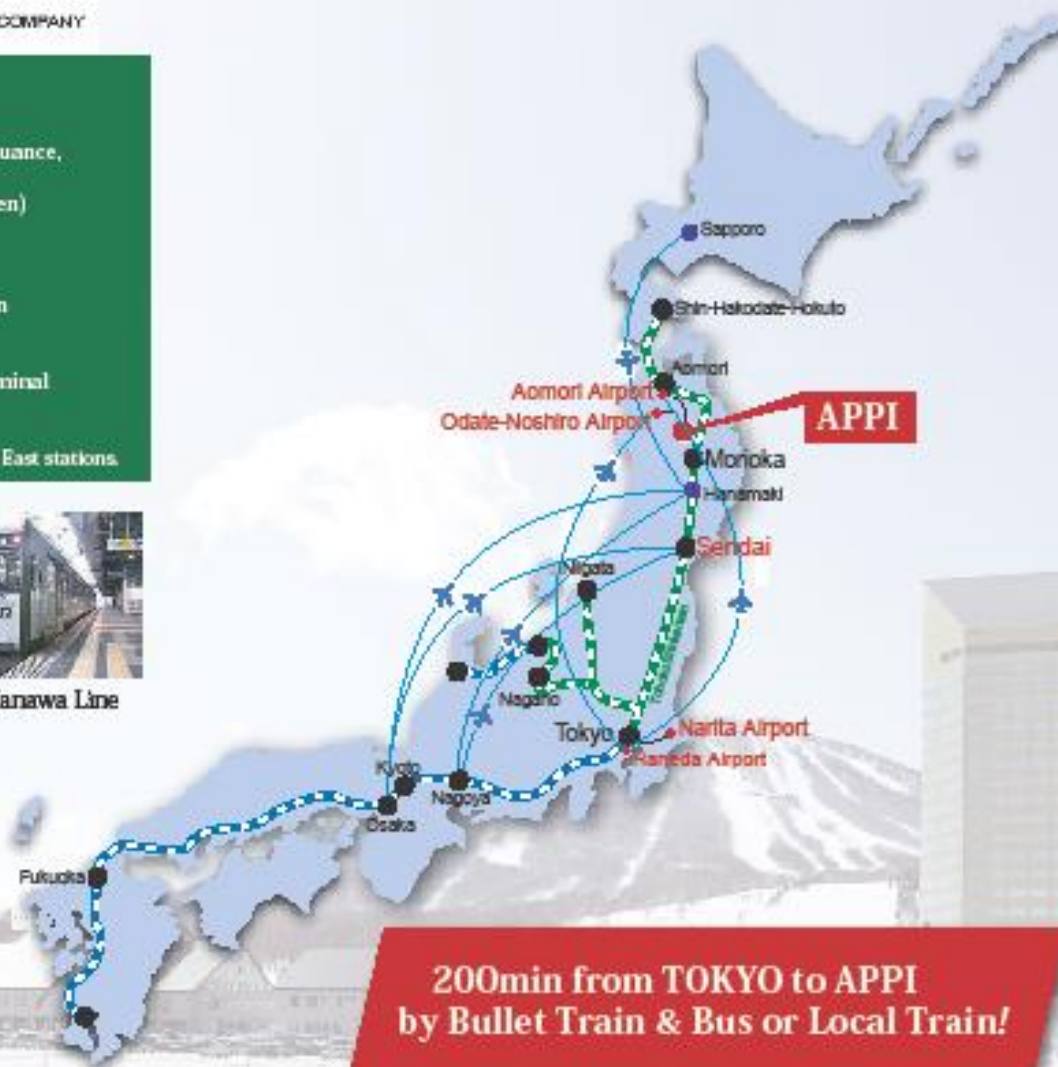 COMPANY
uance,
en)
n
minal
East stations.
anawa Line
Sapporo
Shin-Hakodate-Hokuto
Aomori
Aomori Airport
Odate-Noshiro Airport
APPI
Morioka
Hanamaki
Sendai
Niigata
Nagano
Tokyo
Narita Airport
Haneda Airport
Kyoto
Nagoya
Osaka
Fukuoka
200min from TOKYO to APPI
by Bullet Train & Bus or Local Train!